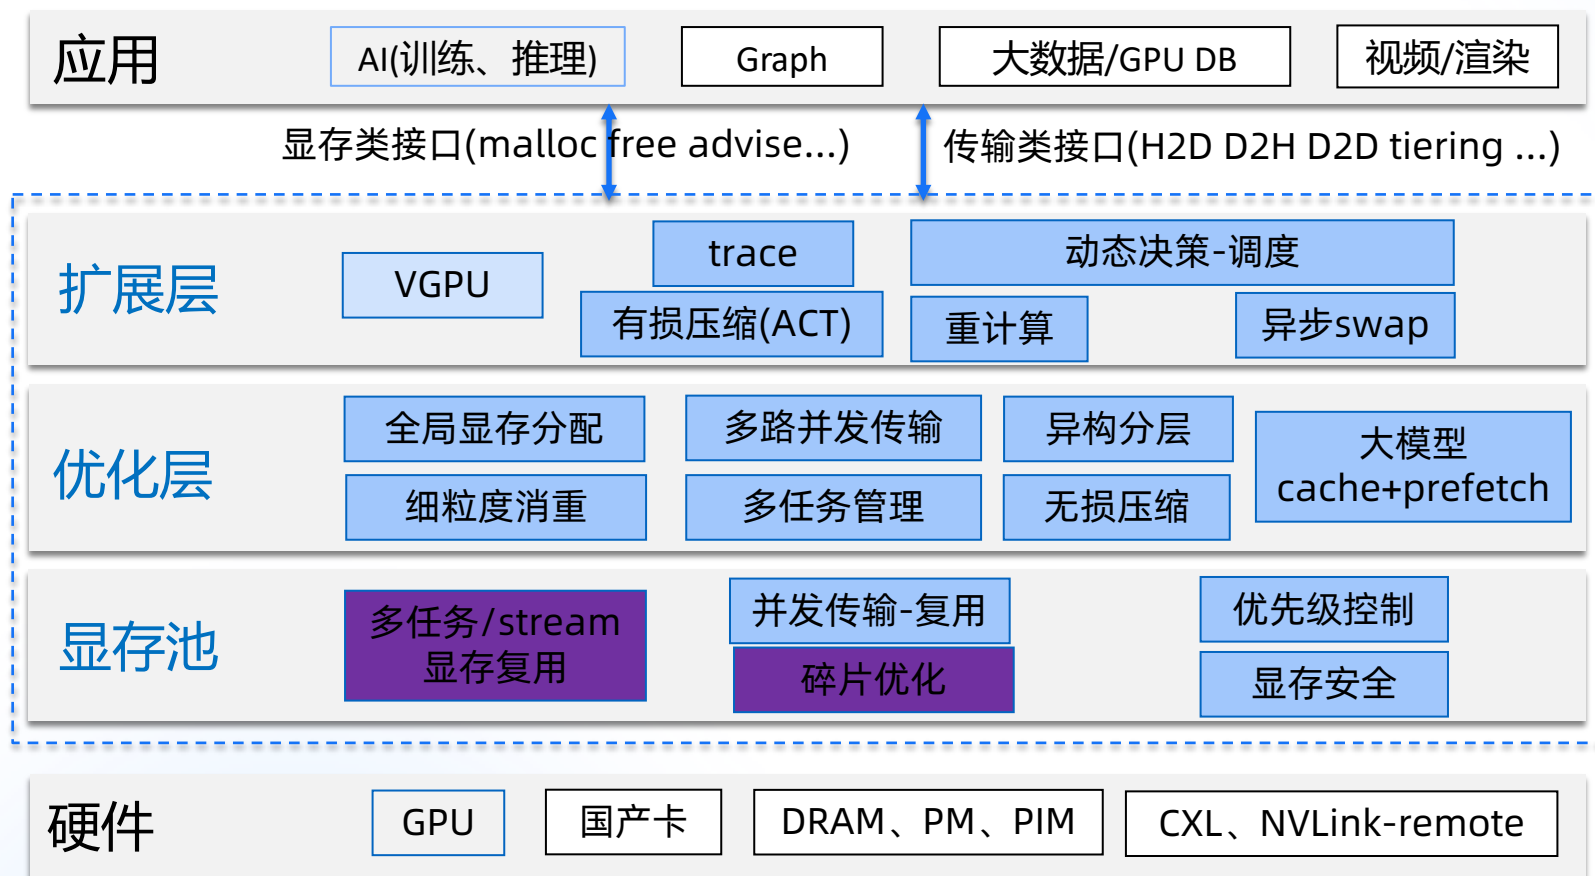 应用
AI(训练、推理)
Graph
大数据/GPU DB
视频/渲染
显存类接口(malloc free advise...)
传输类接口(H2D D2H D2D tiering ...)
扩展层
VGPU
trace
动态决策-调度
有损压缩(ACT)
重计算
异步swap
优化层
全局显存分配
多路并发传输
异构分层
大模型
cache+prefetch
细粒度消重
多任务管理
无损压缩
显存池
多任务/stream
显存复用
并发传输-复用
优先级控制
碎片优化
显存安全
硬件
GPU
国产卡
DRAM、PM、PIM
CXL、NVLink-remote